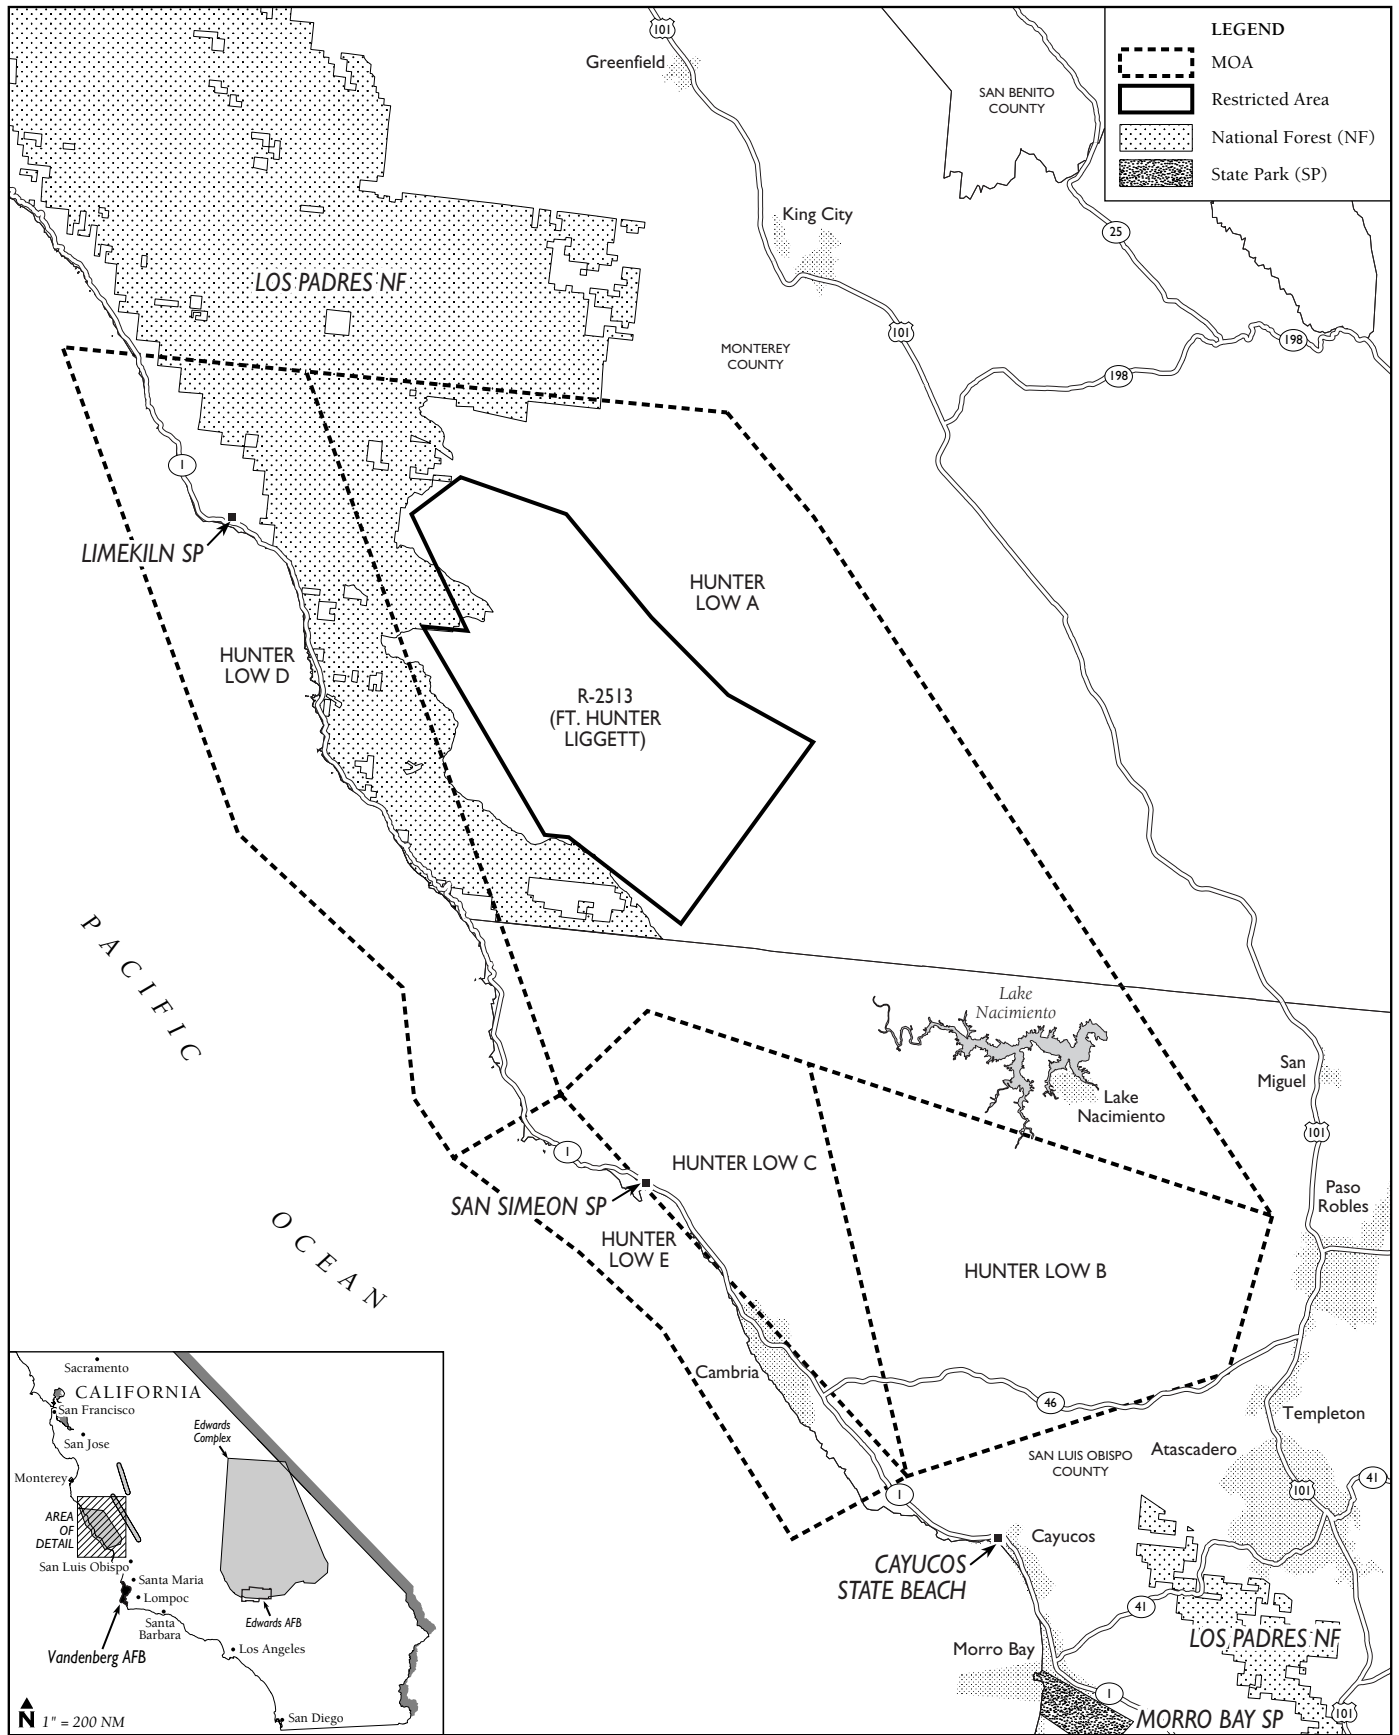 LEGEND
MOA
Restricted Area
National Forest (NF)
State Park (SP)
101
Greenfield
SAN BENITO
COUNTY
King City
25
LOS PADRES NF
101
198
MONTEREY
COUNTY
198
1
LIMEKILN SP
HUNTER
LOW A
HUNTER
LOW D
R-2513
(FT. HUNTER
LIGGETT)
PACIFIC
OCEAN
Lake
Nacimiento
San
Miguel
Lake
Nacimiento
101
1
HUNTER LOW C
SAN SIMEON SP
Paso
Robles
HUNTER
LOW E
HUNTER LOW B
Cambria
46
Templeton
SAN LUIS OBISPO
COUNTY
Atascadero
41
101
1
Cayucos
CAYUCOS
STATE BEACH
41
LOS PADRES NF
Morro Bay
1
MORRO BAY SP
101
Sacramento
CALIFORNIA
San Francisco
San Jose
Edwards
Complex
Monterey
AREA
OF
DETAIL
San Luis Obispo
Santa Maria
Lompoc
Santa
Barbara
Edwards AFB
Los Angeles
Vandenberg AFB
San Diego
N
1" = 200 NM